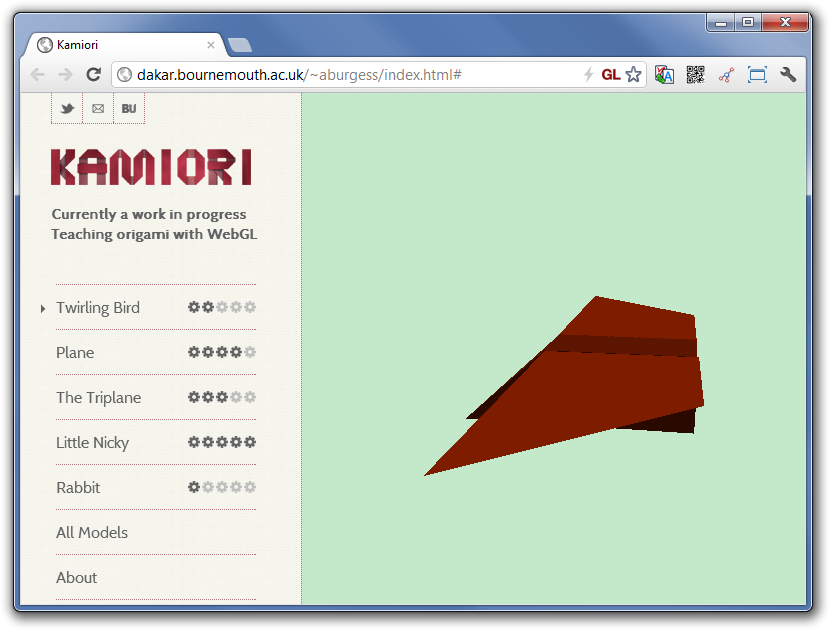 Kamiori
dakar.bournemouth.ac.uk/~aburgess/index.html#
GL
BU
KAMIORI
Currently a work in progress
Teaching origami with WebGL
Twirling Bird
Plane
The Triplane
Little Nicky
Rabbit
All Models
About